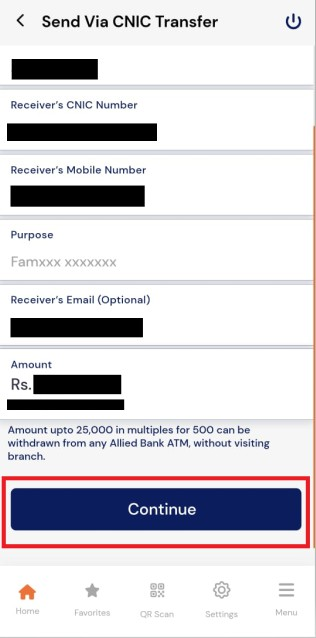 Send Via CNIC Transfer
Receiver's CNIC Number
Receiver's Mobile Number
Purpose
Famxxx xxxxxxx
Receiver's Email (Optional)
Amount
Rs.
Amount upto 25,000 in multiples for 500 can be
withdrawn from any Allied Bank ATM, without visiting
branch.
Continue
Home
Favorites
QR Scan
Settings
Menu